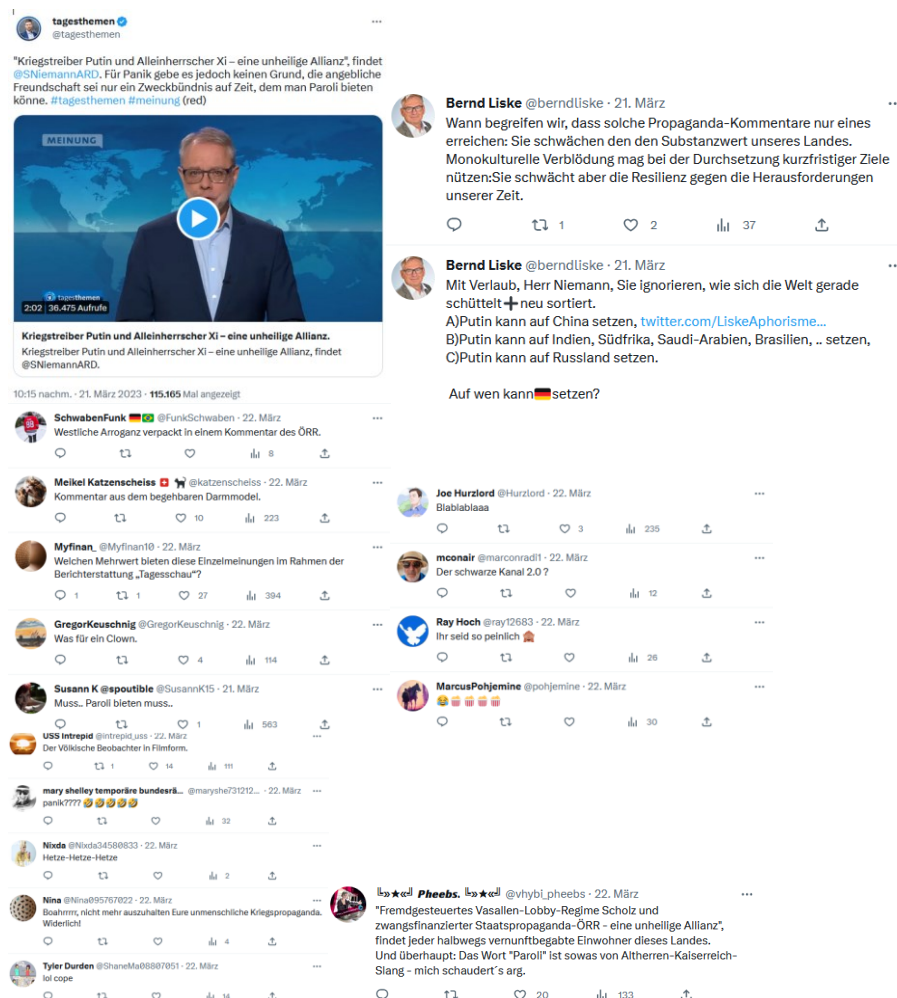 tagesthemen
@tagesthemen
"Kriegstreiber Putin und Alleinherrscher Xi – eine unheilige Allianz", findet
@SNiemannARD. Für Panik gebe es jedoch keinen Grund, die angebliche
Freundschaft sei nur ein Zweckbündnis auf Zeit, dem man Paroli bieten
könne. #tagesthemen #meinung (red)
MEINUNG
tagesthemen
2:02 36.475 Aufrufe
Kriegstreiber Putin und Alleinherrscher Xi – eine unheilige Allianz.
Kriegstreiber Putin und Alleinherrscher Xi – eine unheilige Allianz, findet
@SNiemannARD.
10:15 nachm. · 21. März 2023 · 115.165 Mal angezeigt
SchwabenFunk 🇩🇪🇧🇷 @FunkSchwaben · 22. März
Westliche Arroganz verpackt in einem Kommentar des ÖRR.
8
Meikel Katzenscheiss 🇨🇭 🐈‍⬛ @katzenscheiss · 22. März
Kommentar aus dem begehbaren Darmmodel.
10 223
Myfinan_ @Myfinan10 · 22. März
Welchen Mehrwert bieten diese Einzelmeinungen im Rahmen der
Berichterstattung „Tagesschau"?
1 1 27 394
GregorKeuschnig @GregorKeuschnig · 22. März
Was für ein Clown.
4 114
Susann K @spoutible @SusannK15 · 21. März
Muss.. Paroli bieten muss..
1 563
USS Intrepid @intrepid_uss · 22. März
Der Völkische Beobachter in Filmform.
1 14 111
mary shelley temporäre bundesrä... @maryshe731212... · 22. März
panik???? 🤣🤣🤣🤣🤣
32
Nixda @Nixda34580833 · 22. März
Hetze-Hetze-Hetze
2
Nina @Nina095767022 · 22. März
Boahrrrr, nicht mehr auszuhalten Eure unmenschliche Kriegspropaganda.
Widerlich!
4
Tyler Durden @ShaneMa08807051 · 22. März
lol cope
14
Bernd Liske @berndliske · 21. März
Wann begreifen wir, dass solche Propaganda-Kommentare nur eines
erreichen: Sie schwächen den den Substanzwert unseres Landes.
Monokulturelle Verblödung mag bei der Durchsetzung kurzfristiger Ziele
nützen:Sie schwächt aber die Resilienz gegen die Herausforderungen
unserer Zeit.
1 2 37
Bernd Liske @berndliske · 21. März
Mit Verlaub, Herr Niemann, Sie ignorieren, wie sich die Welt gerade
schüttelt➕neu sortiert.
A)Putin kann auf China setzen, twitter.com/LiskeAphorisme...
B)Putin kann auf Indien, Südfrika, Saudi-Arabien, Brasilien, .. setzen,
C)Putin kann auf Russland setzen.
Auf wen kann🇩🇪setzen?
Joe Hurzlord @Hurzlord · 22. März
Blablablaaa
3 235
mconair @marconradi1 · 22. März
Der schwarze Kanal 2.0 ?
12
Ray Hoch @ray12683 · 22. März
Ihr seid so peinlich 🙈
26
MarcusPohjemine @pohjemine · 22. März
😂🍿🍿🍿🍿
30
╚»★«╝ Pheebs. ╚»★«╝ @vhybi_pheebs · 22. März
"Fremdgesteuertes Vasallen-Lobby-Regime Scholz und
zwangsfinanzierter Staatspropaganda-ÖRR - eine unheilige Allianz",
findet jeder halbwegs vernunftbegabte Einwohner dieses Landes.
Und überhaupt: Das Wort "Paroli" ist sowas von Altherren-Kaiserreich-
Slang - mich schaudert´s arg.
20 133